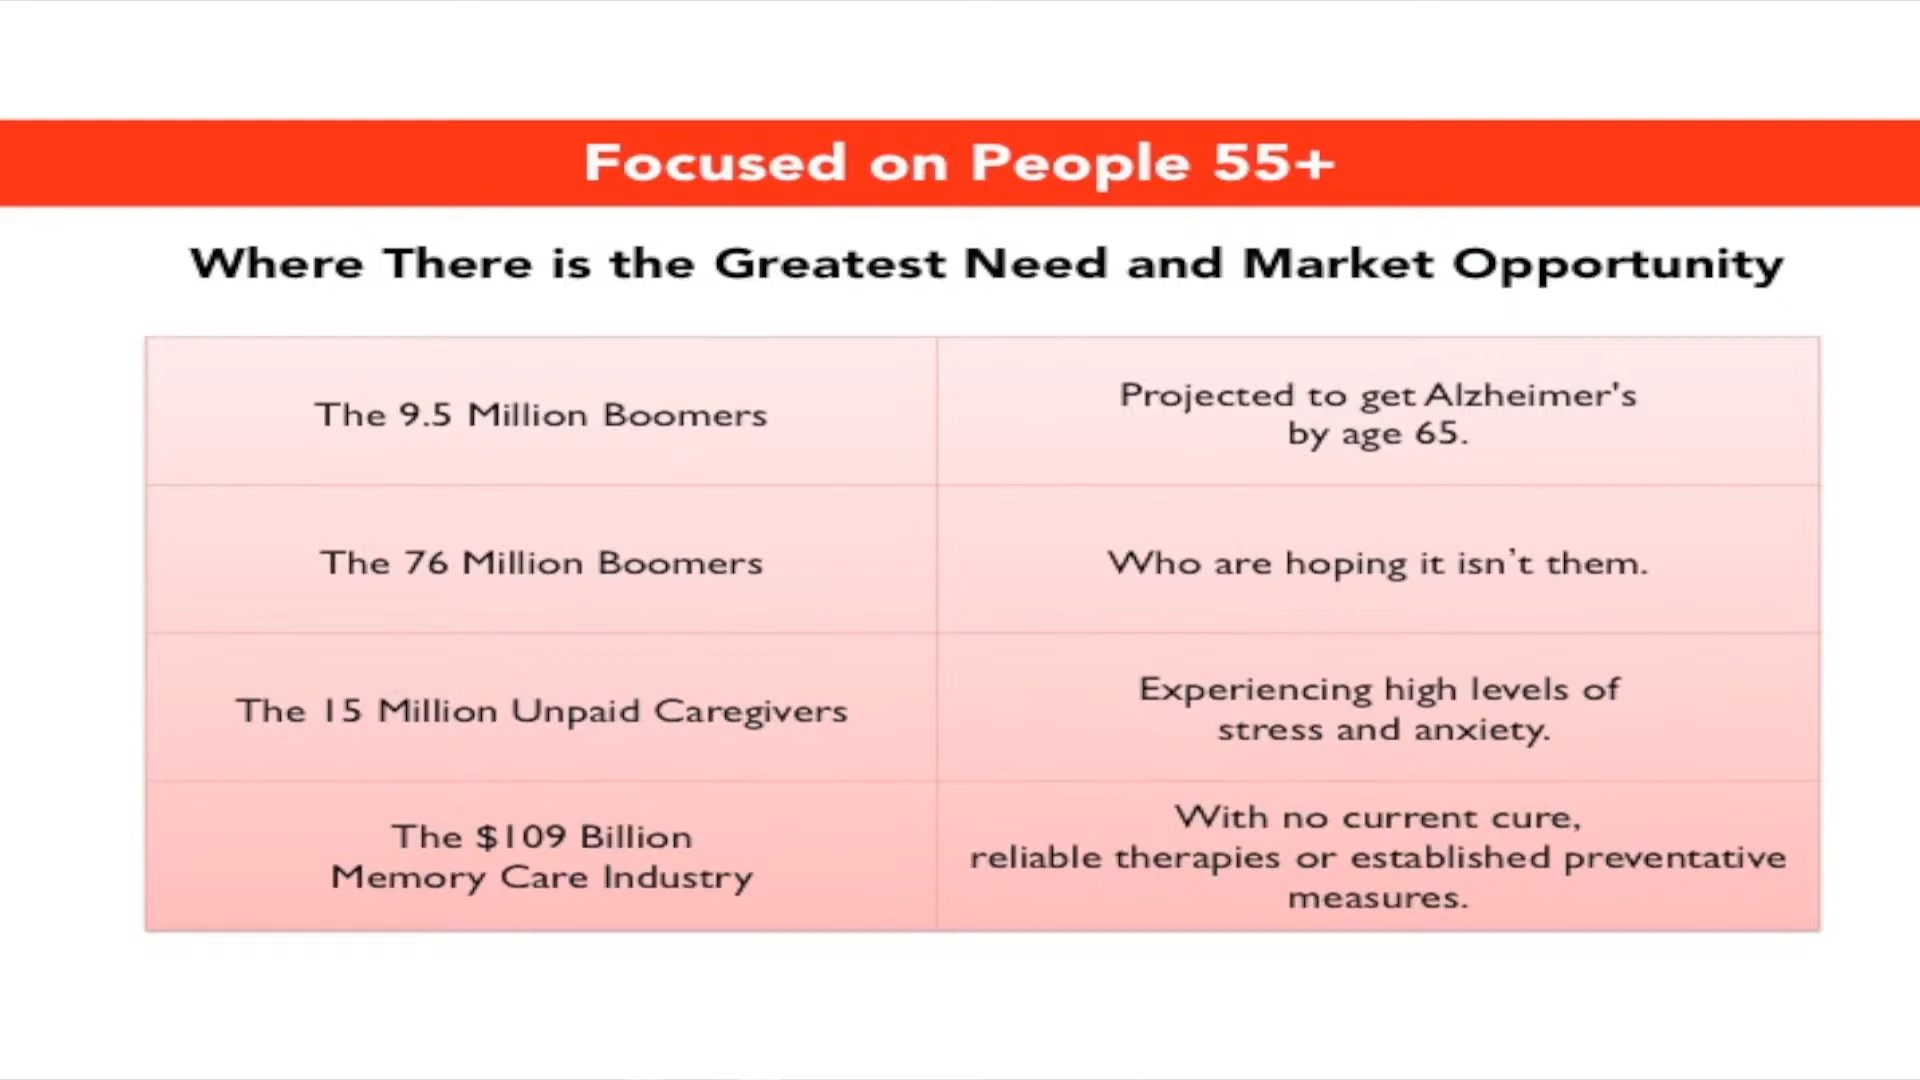 Focused on People 55+
Where There is the Greatest Need and Market Opportunity
The 9.5 Million Boomers
Projected to get Alzheimer's
by age 65.
The 76 Million Boomers
Who are hoping it isn’t them.
The 15 Million Unpaid Caregivers
Experiencing high levels of
stress and anxiety.
The $109 Billion
Memory Care Industry
With no current cure,
reliable therapies or established preventative
measures.